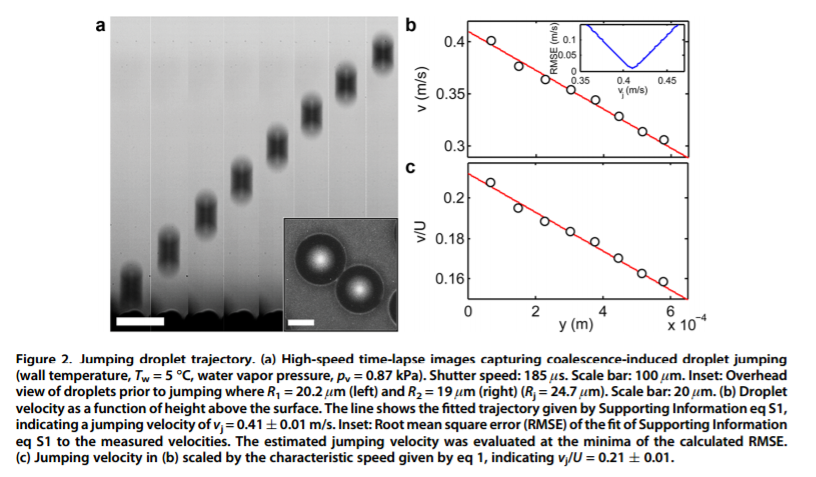 a
b
0.4
0.35
0.3
v (m/s)
RMSE (m/s)
0.1
0.05
0
0.35
0.4
0.45
vj (m/s)
c
0.2
0.18
0.16
v/U
0
2
4
6
y (m)
x 10⁻⁴
Figure 2. Jumping droplet trajectory. (a) High-speed time-lapse images capturing coalescence-induced droplet jumping
(wall temperature, Tw = 5 °C, water vapor pressure, pv = 0.87 kPa). Shutter speed: 185 μs. Scale bar: 100 μm. Inset: Overhead
view of droplets prior to jumping where R1 = 20.2 μm (left) and R2 = 19 μm (right) (Rj = 24.7 μm). Scale bar: 20 μm. (b) Droplet
velocity as a function of height above the surface. The line shows the fitted trajectory given by Supporting Information eq S1,
indicating a jumping velocity of vj = 0.41 ± 0.01 m/s. Inset: Root mean square error (RMSE) of the fit of Supporting Information
eq S1 to the measured velocities. The estimated jumping velocity was evaluated at the minima of the calculated RMSE.
(c) Jumping velocity in (b) scaled by the characteristic speed given by eq 1, indicating vj/U = 0.21 ± 0.01.